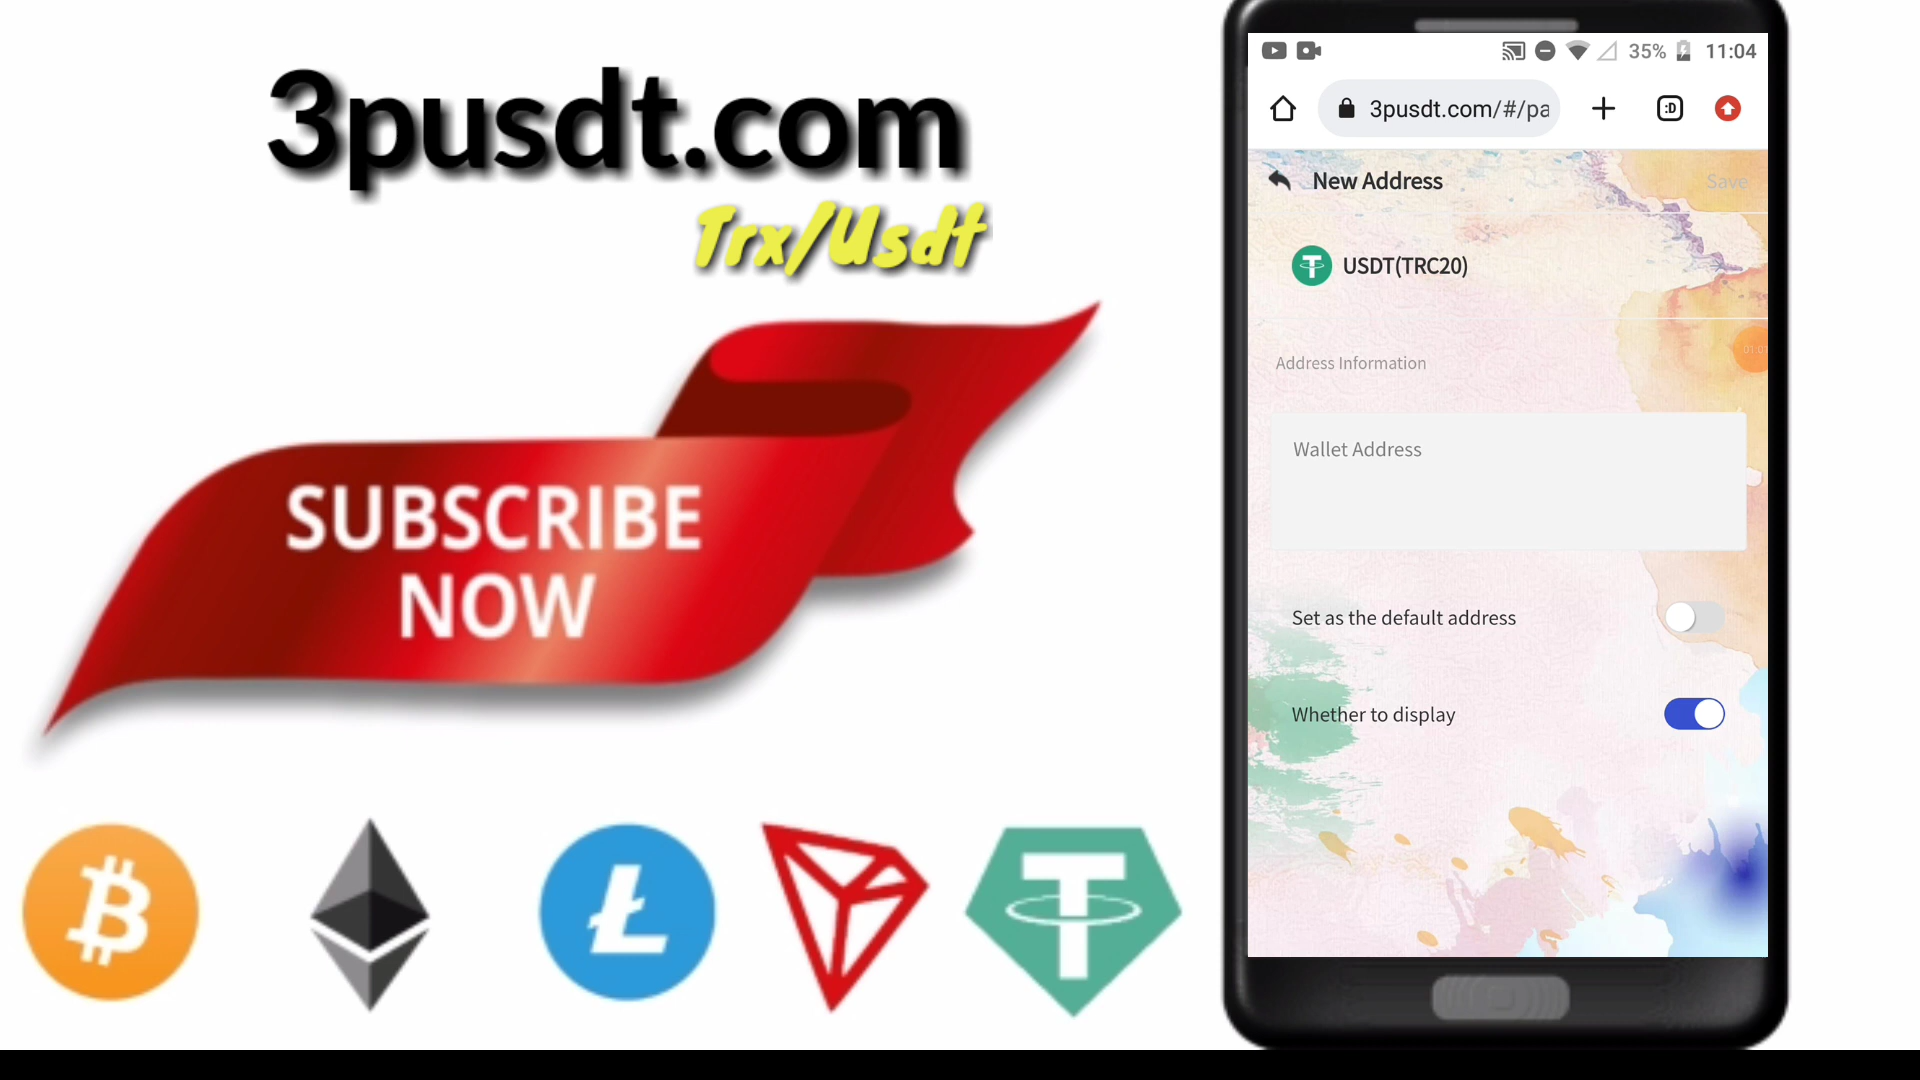 3pusdt.com
Trx/Usdt
SUBSCRIBE
NOW
35% 11:04
3pusdt.com/#/pa
:D
New Address
Save
USDT(TRC20)
Address Information
Wallet Address
Set as the default address
Whether to display